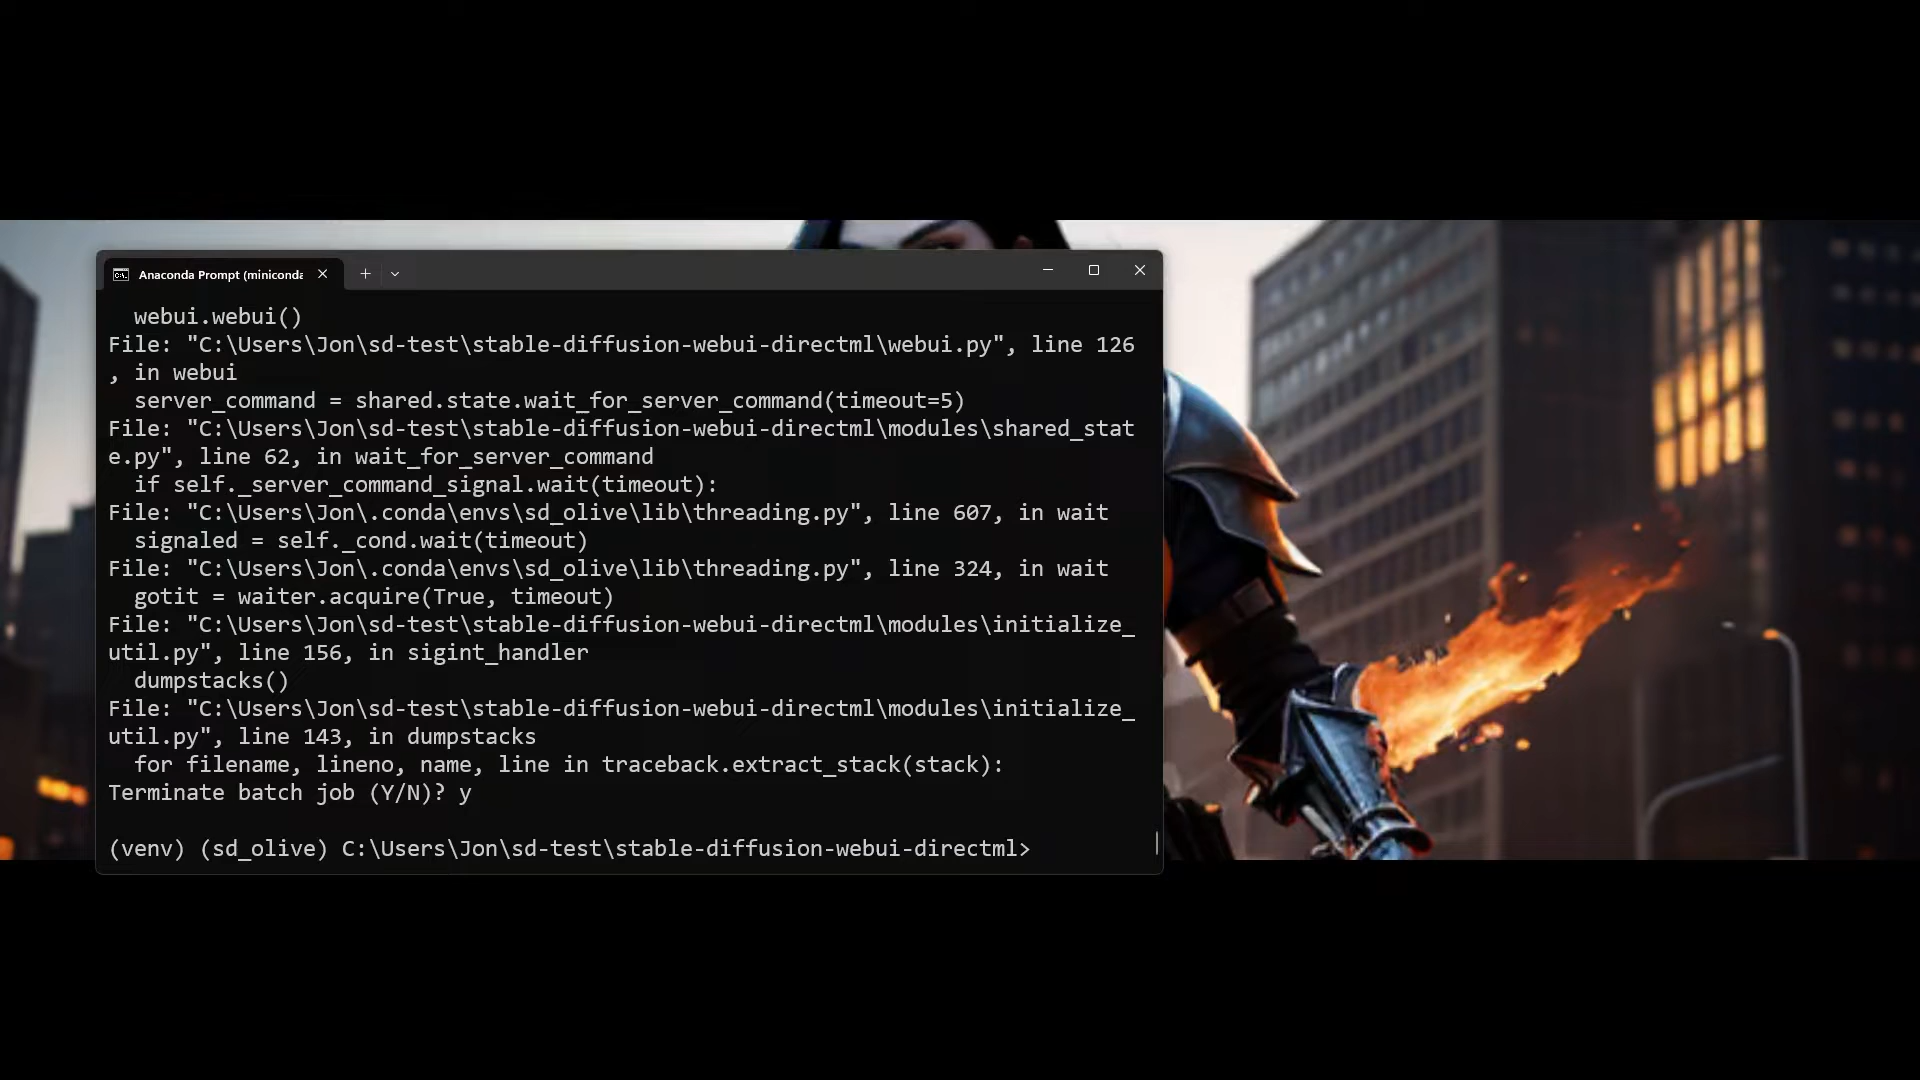 Anaconda Prompt (miniconda
webui.webui()
File: "C:\Users\Jon\sd-test\stable-diffusion-webui-directml\webui.py", line 126
, in webui
server_command = shared.state.wait_for_server_command(timeout=5)
File: "C:\Users\Jon\sd-test\stable-diffusion-webui-directml\modules\shared_stat
e.py", line 62, in wait_for_server_command
if self._server_command_signal.wait(timeout):
File: "C:\Users\Jon\.conda\envs\sd_olive\lib\threading.py", line 607, in wait
signaled = self._cond.wait(timeout)
File: "C:\Users\Jon\.conda\envs\sd_olive\lib\threading.py", line 324, in wait
gotit = waiter.acquire(True, timeout)
File: "C:\Users\Jon\sd-test\stable-diffusion-webui-directml\modules\initialize_
util.py", line 156, in sigint_handler
dumpstacks()
File: "C:\Users\Jon\sd-test\stable-diffusion-webui-directml\modules\initialize_
util.py", line 143, in dumpstacks
for filename, lineno, name, line in traceback.extract_stack(stack):
Terminate batch job (Y/N)? y
(venv) (sd_olive) C:\Users\Jon\sd-test\stable-diffusion-webui-directml>